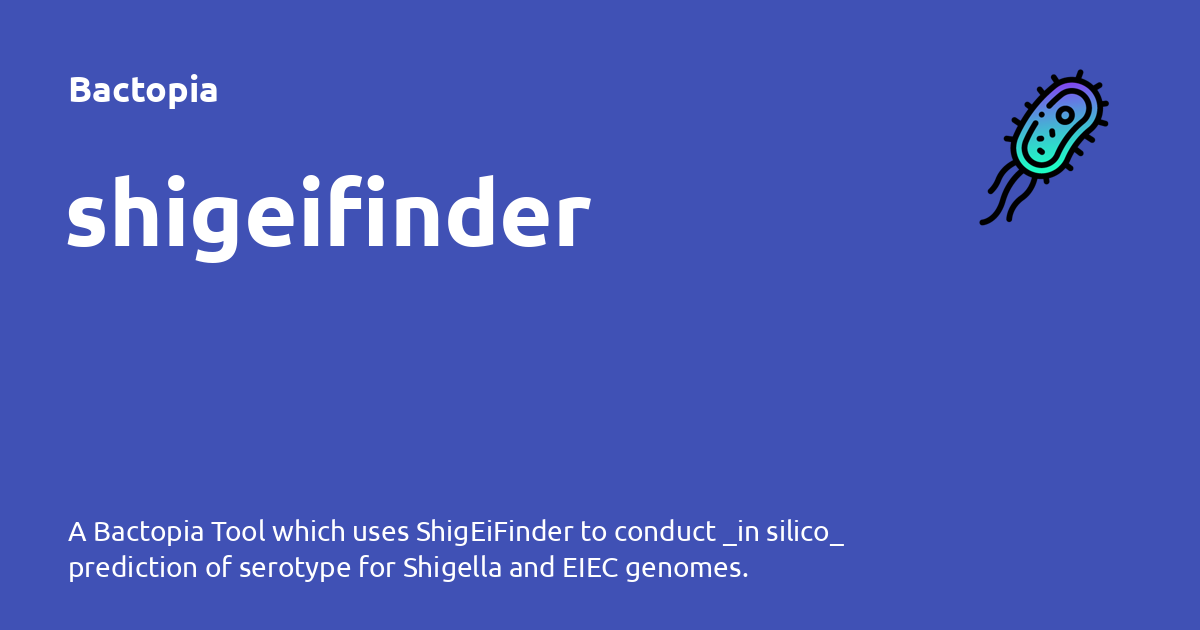 Bactopia
shigeifinder
A Bactopia Tool which uses ShigEiFinder to conduct _in silico_
prediction of serotype for Shigella and EIEC genomes.